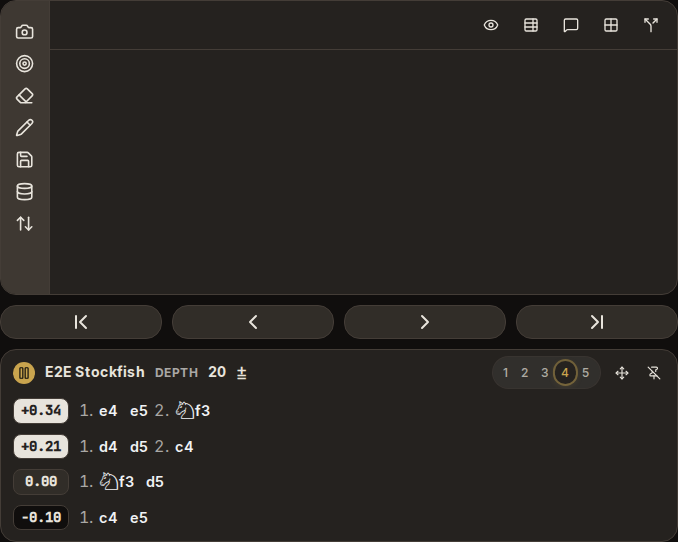 E2E Stockfish DEPTH 20 ± 1 2 3 4 5
+0.34 1. e4 e5 2. ♘f3
+0.21 1. d4 d5 2. c4
0.00 1. ♘f3 d5
-0.10 1. c4 e5